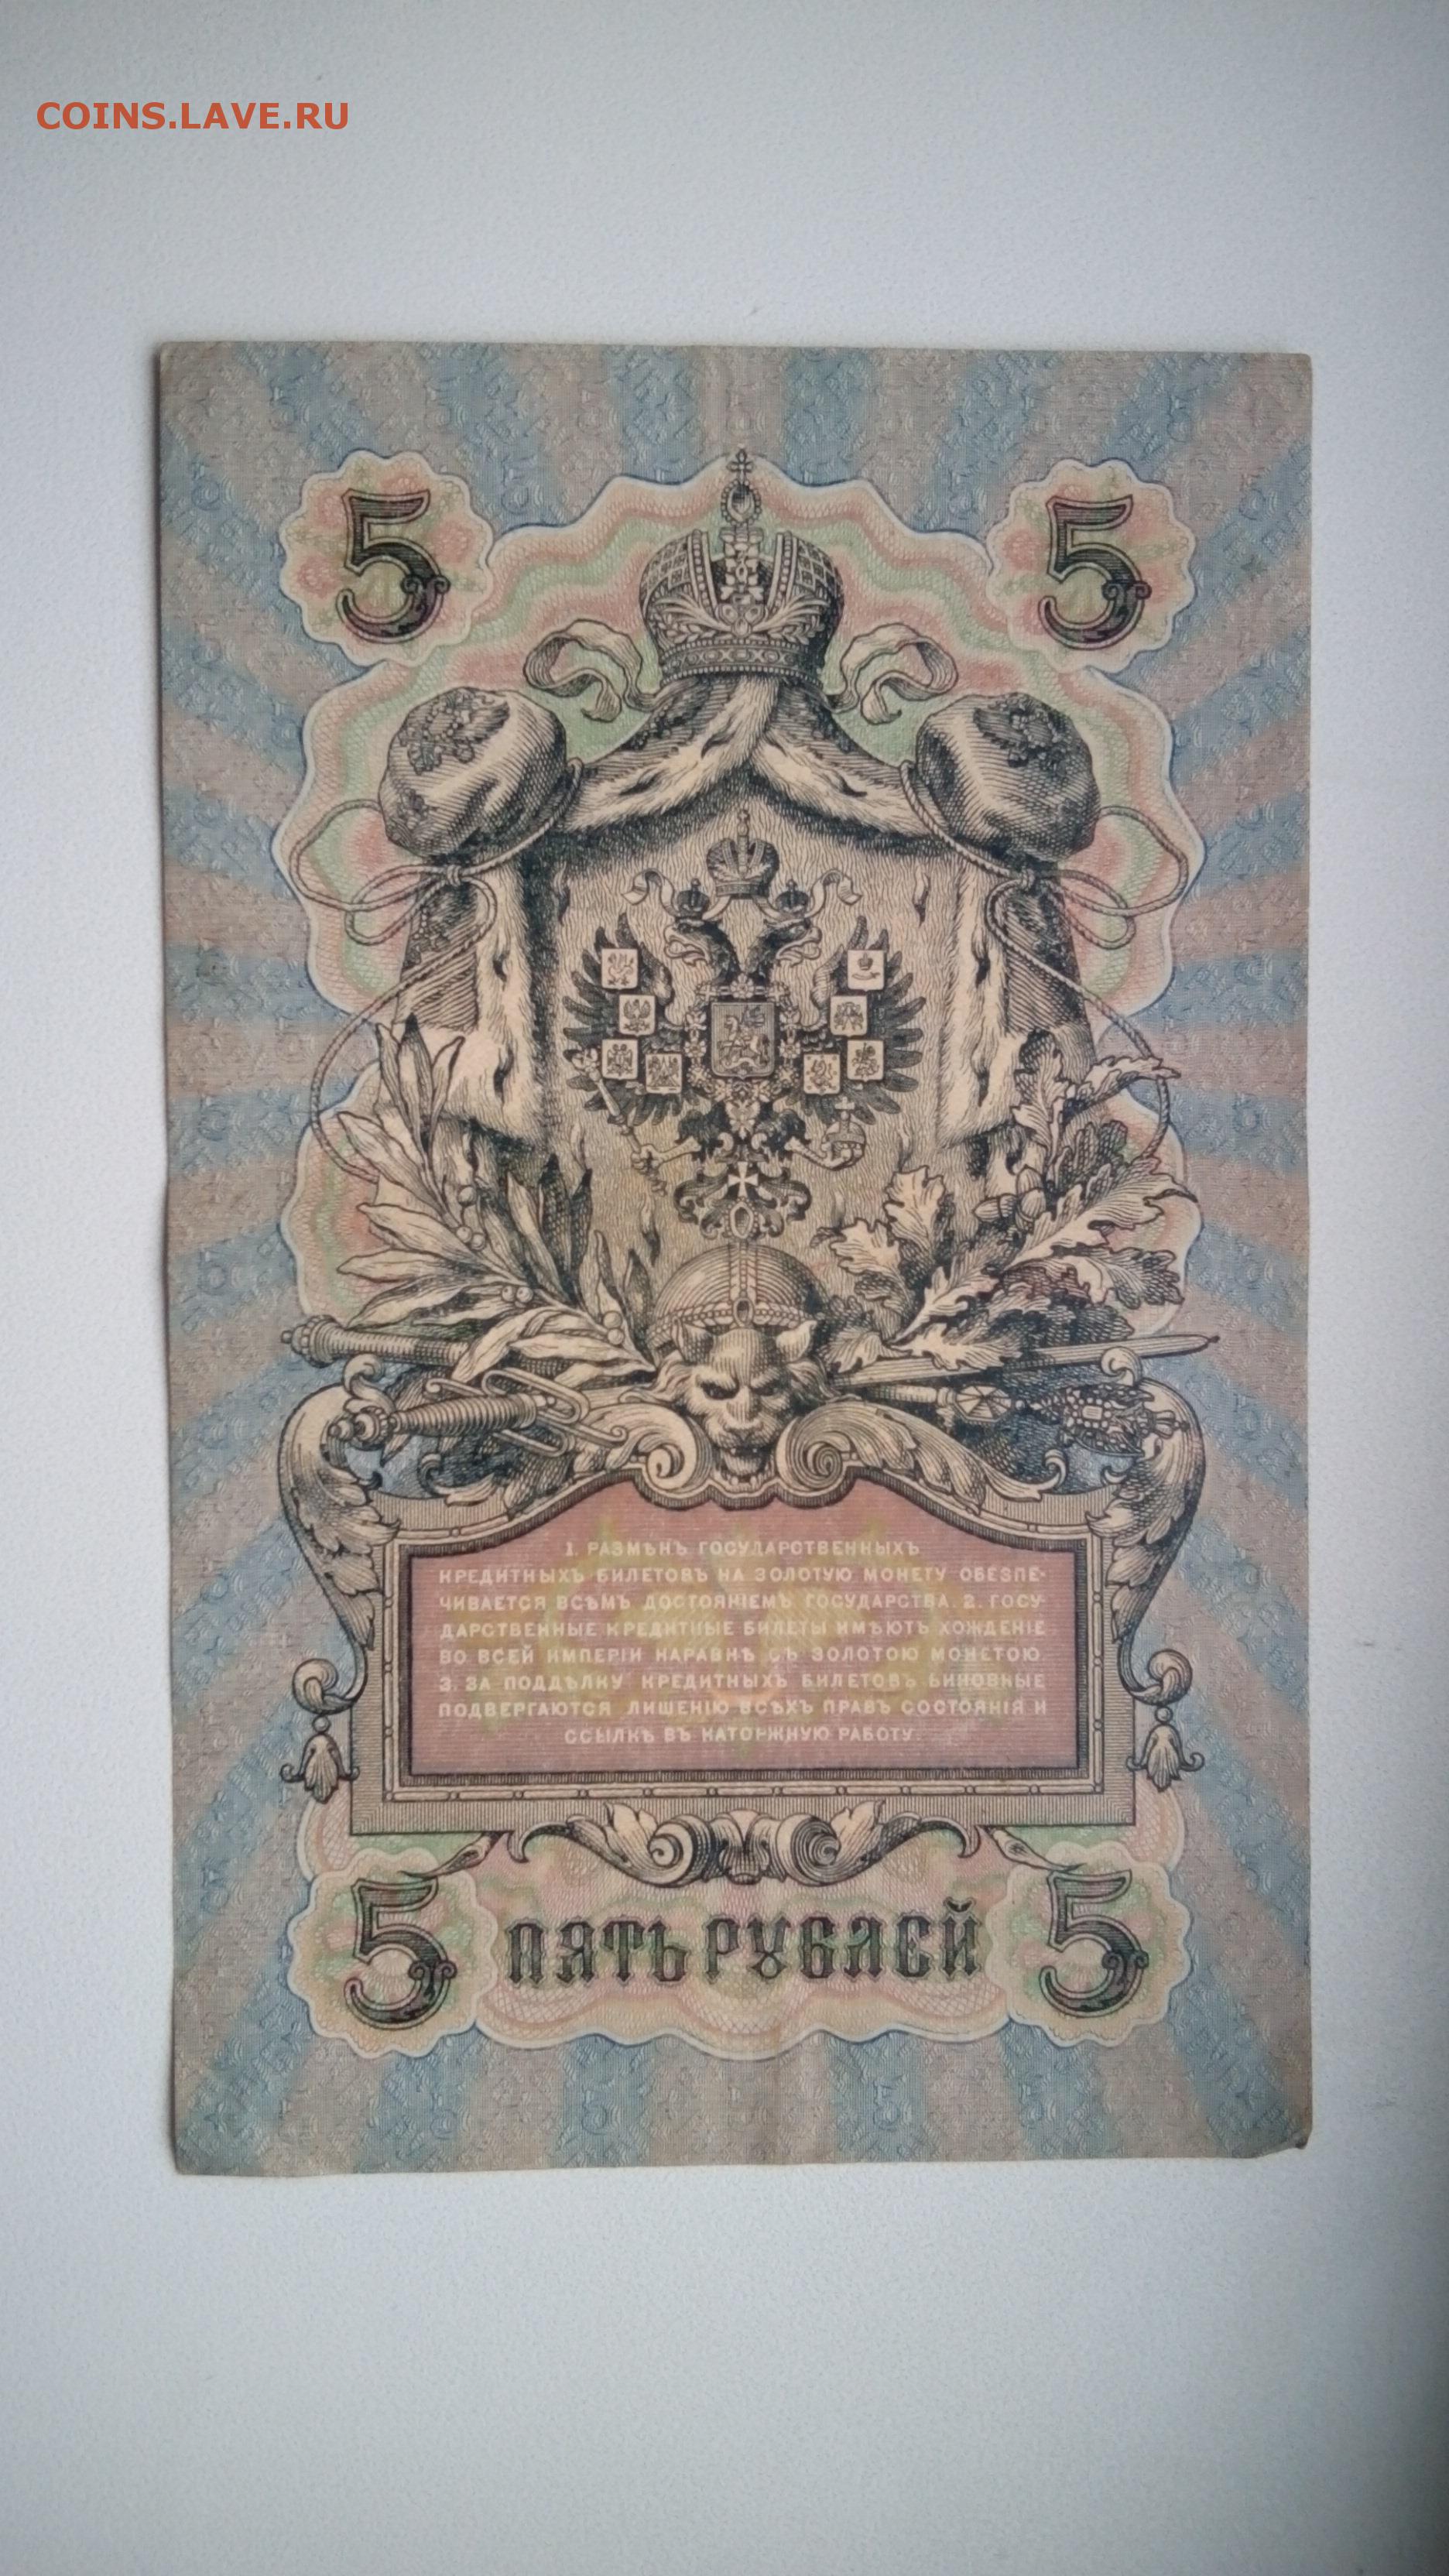 COINS.LAVE.RU
5 5
1. РАЗМѢНЪ ГОСУДАРСТВЕННЫХЪ
КРЕДИТНЫХЪ БИЛЕТОВЪ НА ЗОЛОТУЮ МОНЕТУ ОБЕЗПЕ-
ЧИВАЕТСЯ ВСѢМЪ ДОСТОЯНІЕМЪ ГОСУДАРСТВА. 2. ГОСУ-
ДАРСТВЕННЫЕ КРЕДИТНЫЕ БИЛЕТЫ ИМѢЮТЪ ХОЖДЕНІЕ
ВО ВСЕЙ ИМПЕРІИ НАРАВНѢ СЪ ЗОЛОТОЮ МОНЕТОЮ.
3. ЗА ПОДДѢЛКУ КРЕДИТНЫХЪ БИЛЕТОВЪ ВИНОВНЫЕ
ПОДВЕРГАЮТСЯ ЛИШЕНІЮ ВСѢХЪ ПРАВЪ СОСТОЯНІЯ И
ССЫЛКѢ ВЪ КАТОРЖНУЮ РАБОТУ.
5 ПЯТЬ РУБЛЕЙ 5